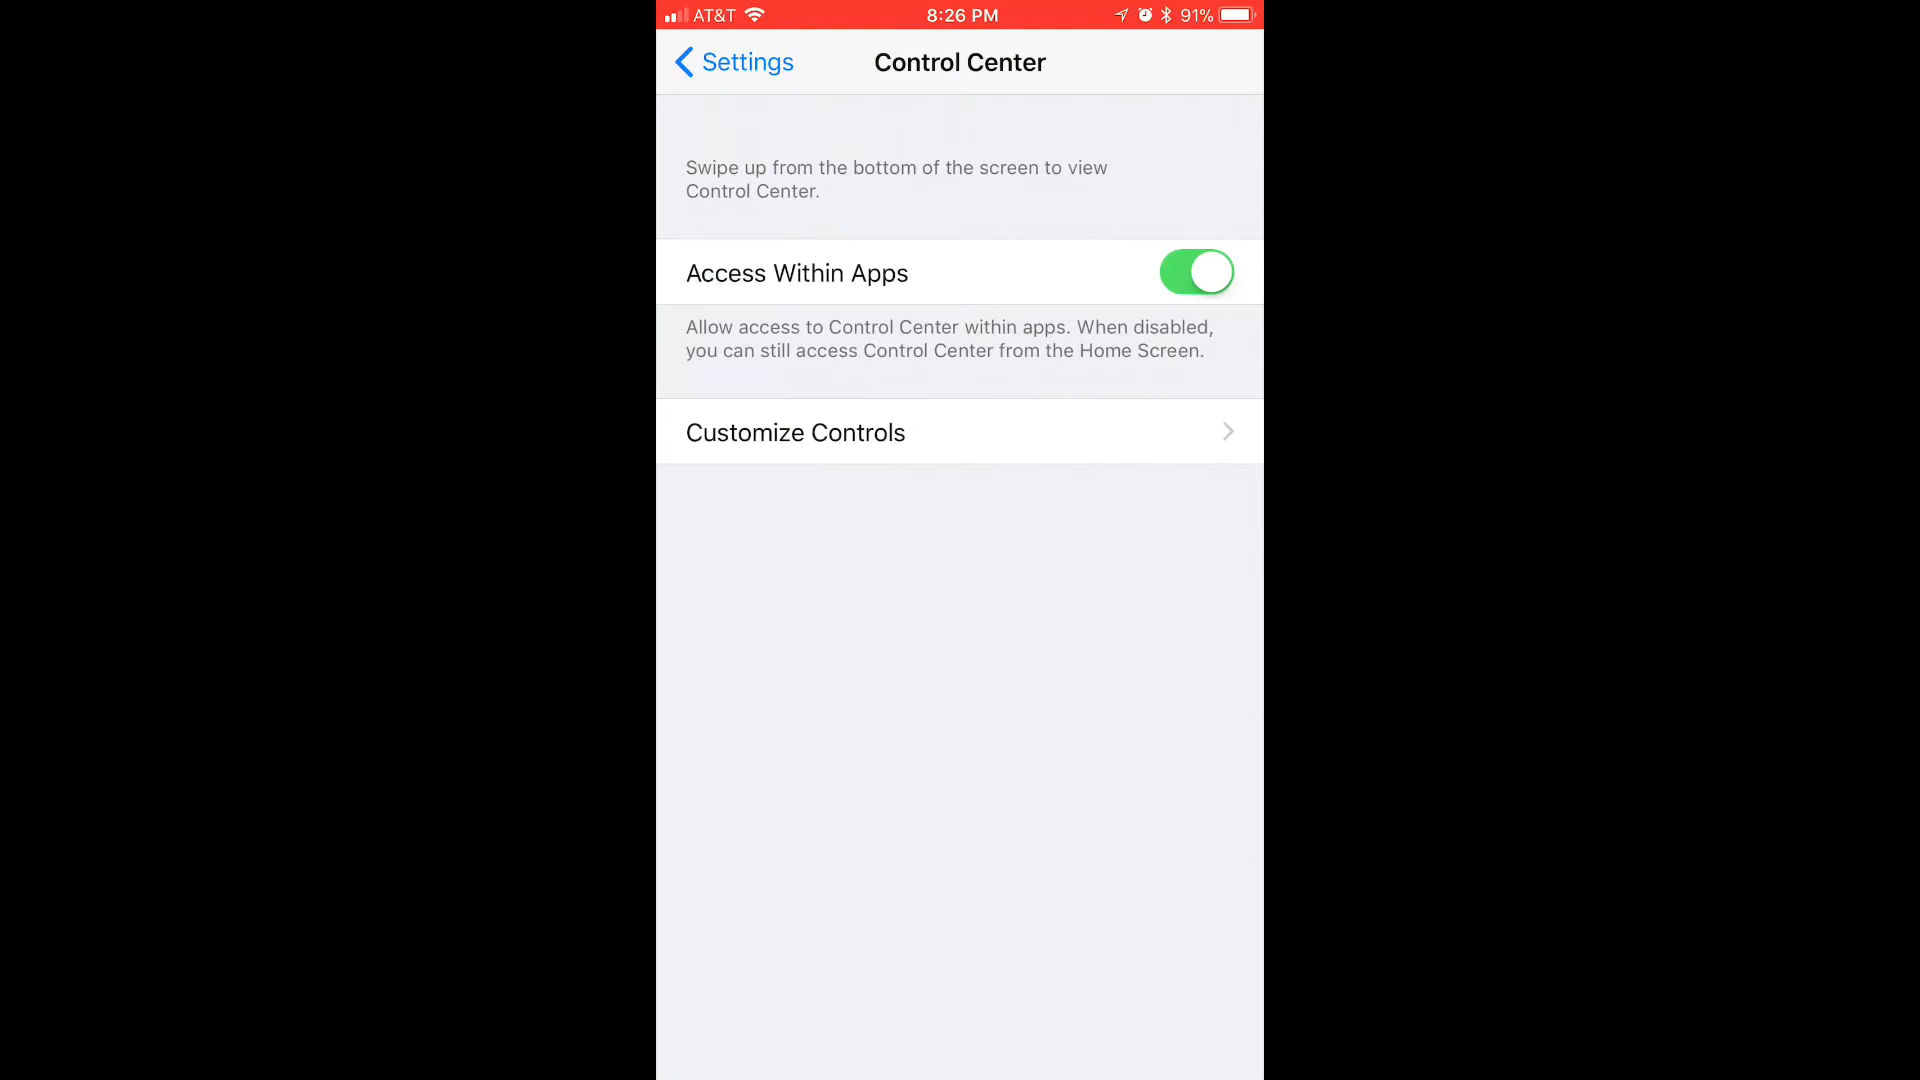 AT&T 8:26 PM 91%
Settings Control Center
Swipe up from the bottom of the screen to view
Control Center.
Access Within Apps
Allow access to Control Center within apps. When disabled,
you can still access Control Center from the Home Screen.
Customize Controls